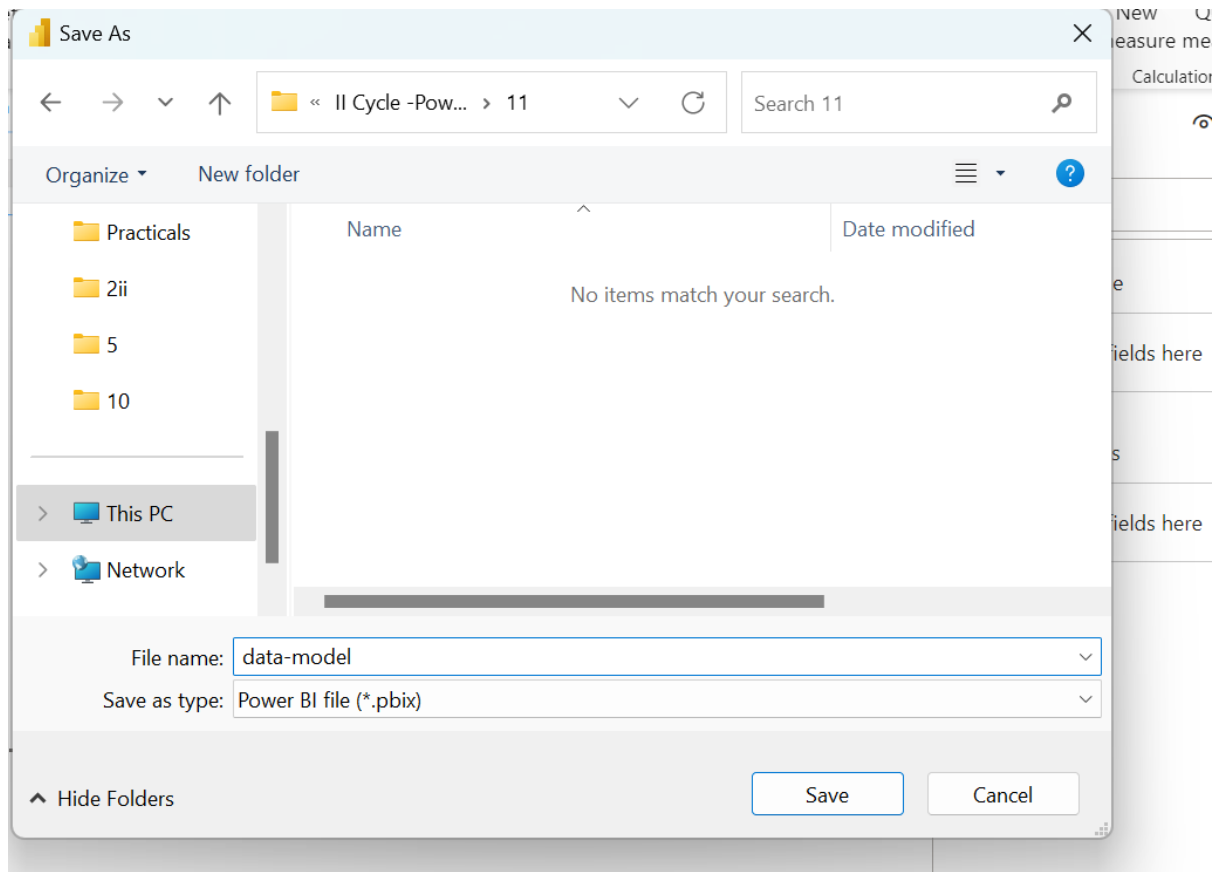 Save As
New
easure me
Calculation
« II Cycle -Pow... > 11
Search 11
Organize
New folder
Practicals
Name
Date modified
2ii
No items match your search.
5
10
This PC
Network
ields here
ields here
File name: data-model
Save as type: Power BI file (*.pbix)
Hide Folders
Save
Cancel